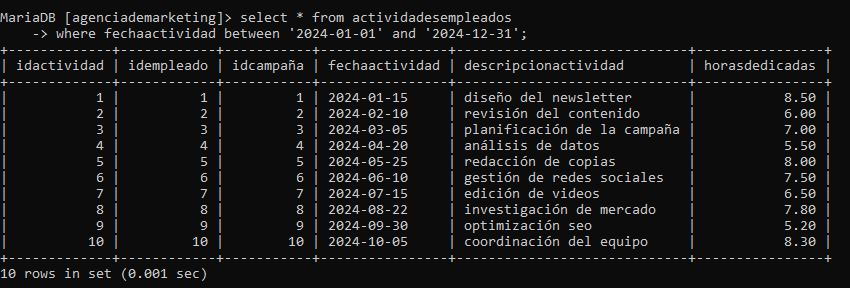 MariaDB [agenciademarketing]> select * from actividadesempleados
    -> where fechaactividad between '2024-01-01' and '2024-12-31';
+-------------+------------+-----------+----------------+---------------------------+----------------+
| idactividad | idempleado | idcampaña | fechaactividad | descripcionactividad      | horasdedicadas |
+-------------+------------+-----------+----------------+---------------------------+----------------+
|           1 |          1 |         1 | 2024-01-15     | diseño del newsletter     |           8.50 |
|           2 |          2 |         2 | 2024-02-10     | revisión del contenido    |           6.00 |
|           3 |          3 |         3 | 2024-03-05     | planificación de la campaña |           7.00 |
|           4 |          4 |         4 | 2024-04-20     | análisis de datos         |           5.50 |
|           5 |          5 |         5 | 2024-05-25     | redacción de copias       |           8.00 |
|           6 |          6 |         6 | 2024-06-10     | gestión de redes sociales |           7.50 |
|           7 |          7 |         7 | 2024-07-15     | edición de videos         |           6.50 |
|           8 |          8 |         8 | 2024-08-22     | investigación de mercado  |           7.80 |
|           9 |          9 |         9 | 2024-09-30     | optimización seo          |           5.20 |
|          10 |         10 |        10 | 2024-10-05     | coordinación del equipo   |           8.30 |
+-------------+------------+-----------+----------------+---------------------------+----------------+
10 rows in set (0.001 sec)